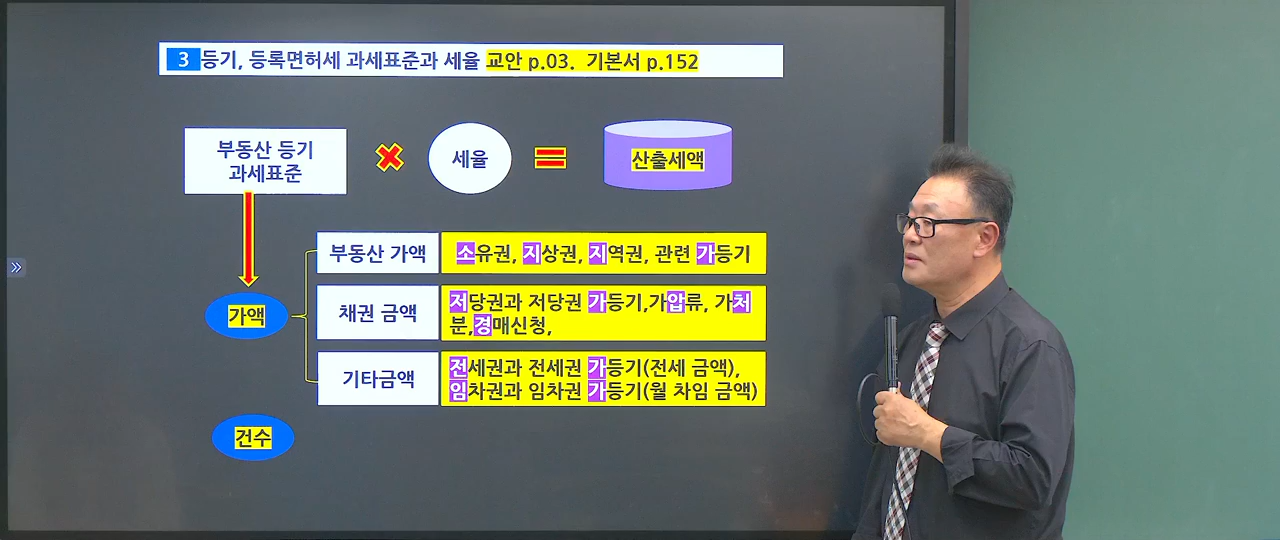 3 등기, 등록면허세 과세표준과 세율 교안 p.03. 기본서 p.152
부동산 등기
과세표준
세율
산출세액
부동산 가액
소유권, 지상권, 지역권, 관련 가등기
가액
채권 금액
저당권과 저당권 가등기,가압류, 가처
분,경매신청,
기타금액
전세권과 전세권 가등기(전세 금액),
임차권과 임차권 가등기(월 차임 금액)
건수